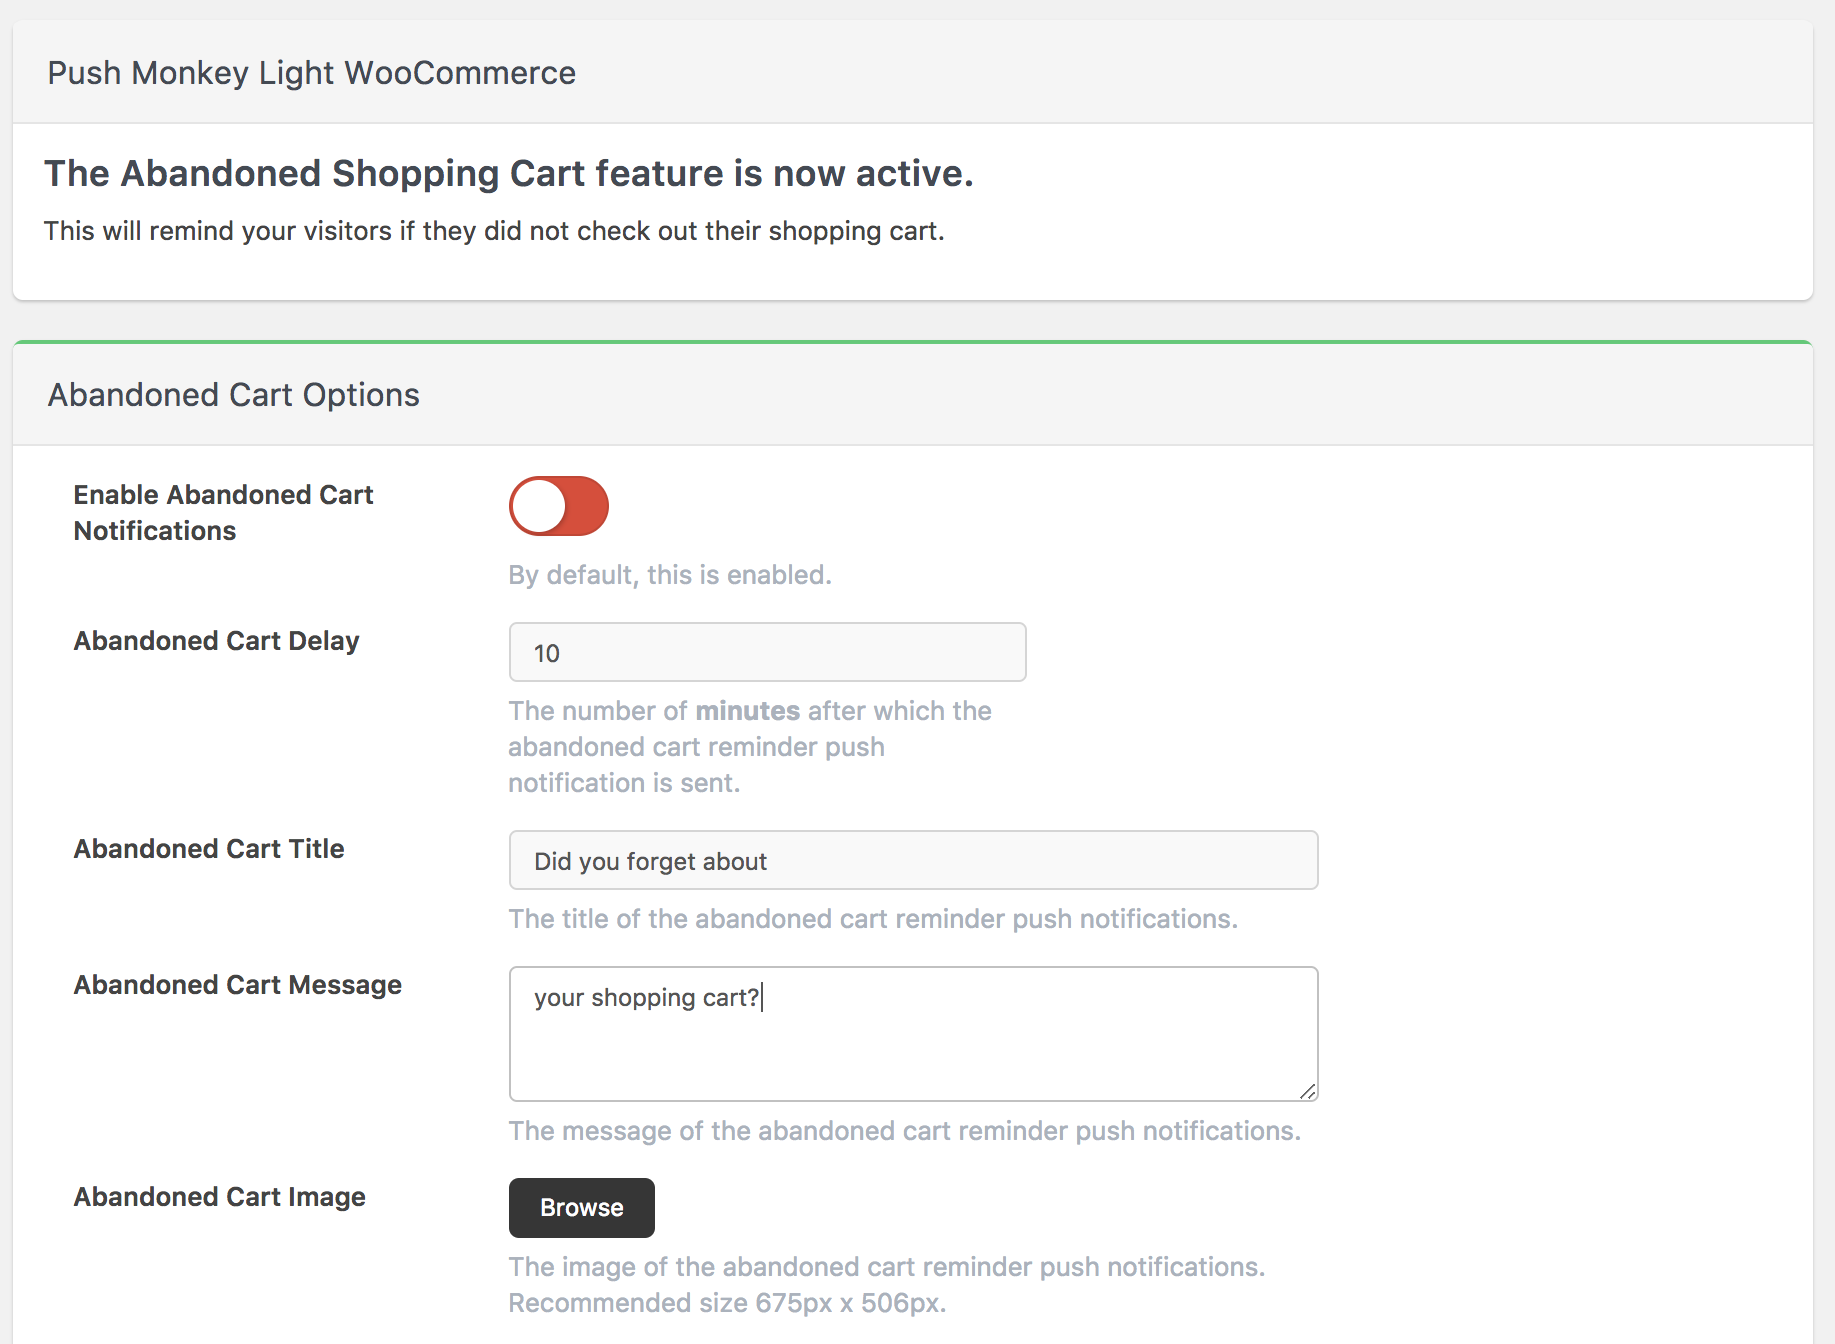 Push Monkey Light WooCommerce
The Abandoned Shopping Cart feature is now active.
This will remind your visitors if they did not check out their shopping cart.
Abandoned Cart Options
Enable Abandoned Cart
Notifications
By default, this is enabled.
Abandoned Cart Delay
10
The number of minutes after which the
abandoned cart reminder push
notification is sent.
Abandoned Cart Title
Did you forget about
The title of the abandoned cart reminder push notifications.
Abandoned Cart Message
your shopping cart?
The message of the abandoned cart reminder push notifications.
Abandoned Cart Image
Browse
The image of the abandoned cart reminder push notifications.
Recommended size 675px x 506px.